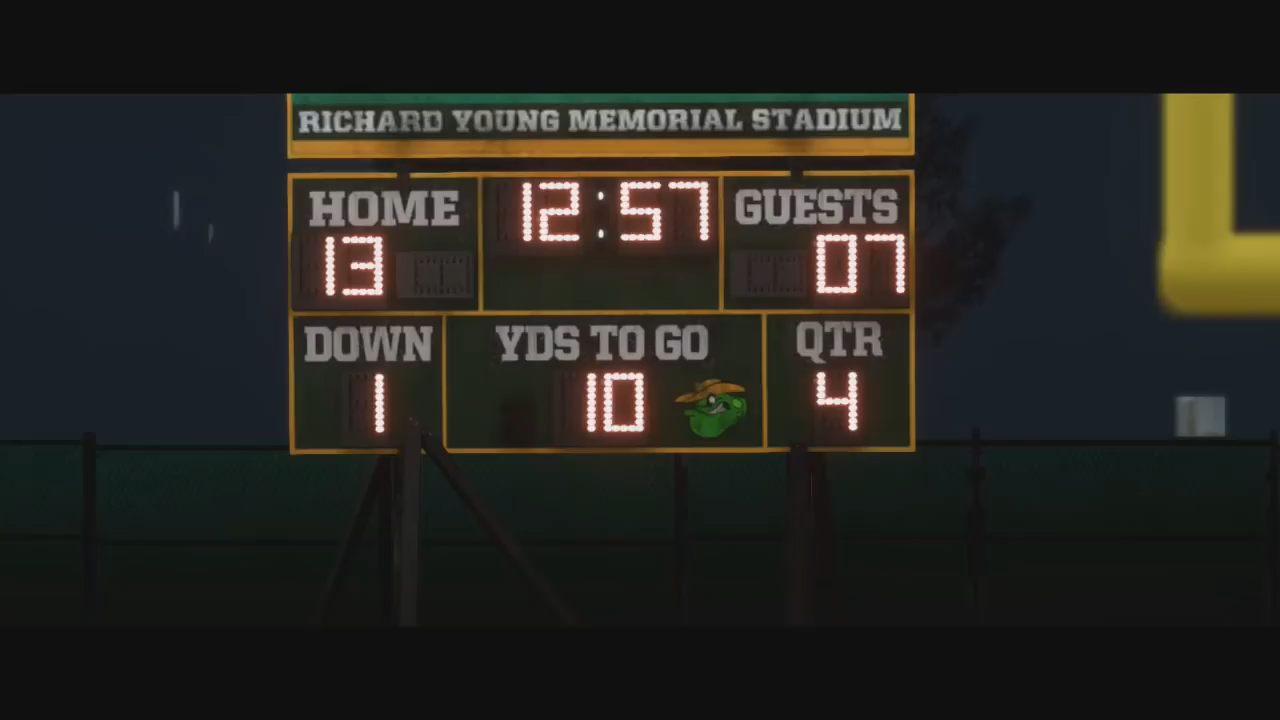 RICHARD YOUNG MEMORIAL STADIUM
HOME 12:57 GUESTS
13 07
DOWN YDS TO GO QTR
1 10 4